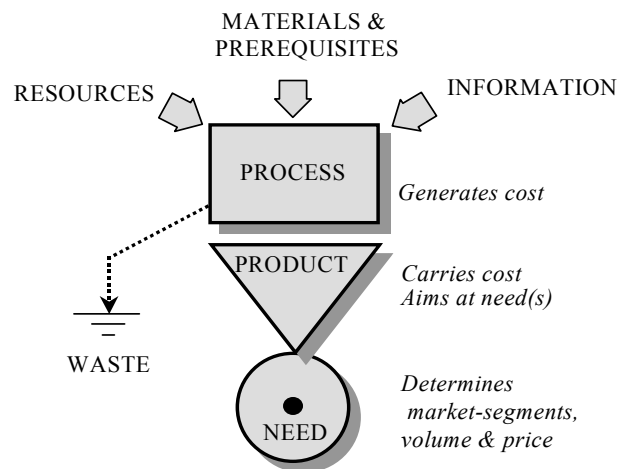 MATERIALS &
PREREQUISITES
RESOURCES
INFORMATION
PROCESS
Generates cost
PRODUCT
Carries cost
Aims at need(s)
WASTE
Determines
market-segments,
volume & price
NEED